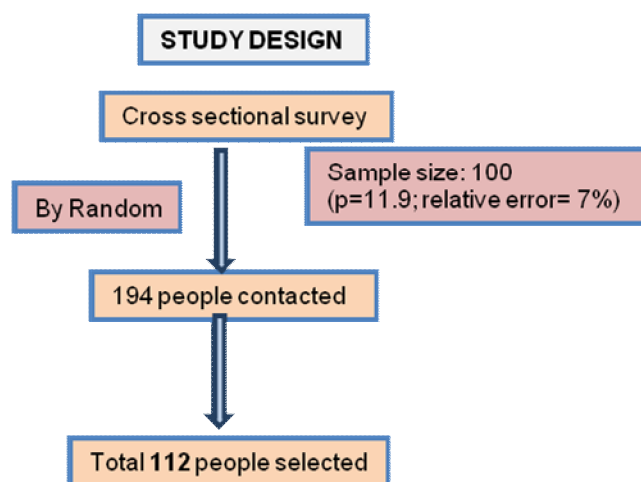 STUDY DESIGN
Cross sectional survey
Sample size: 100
(p=11.9; relative error= 7%)
By Random
194 people contacted
Total 112 people selected